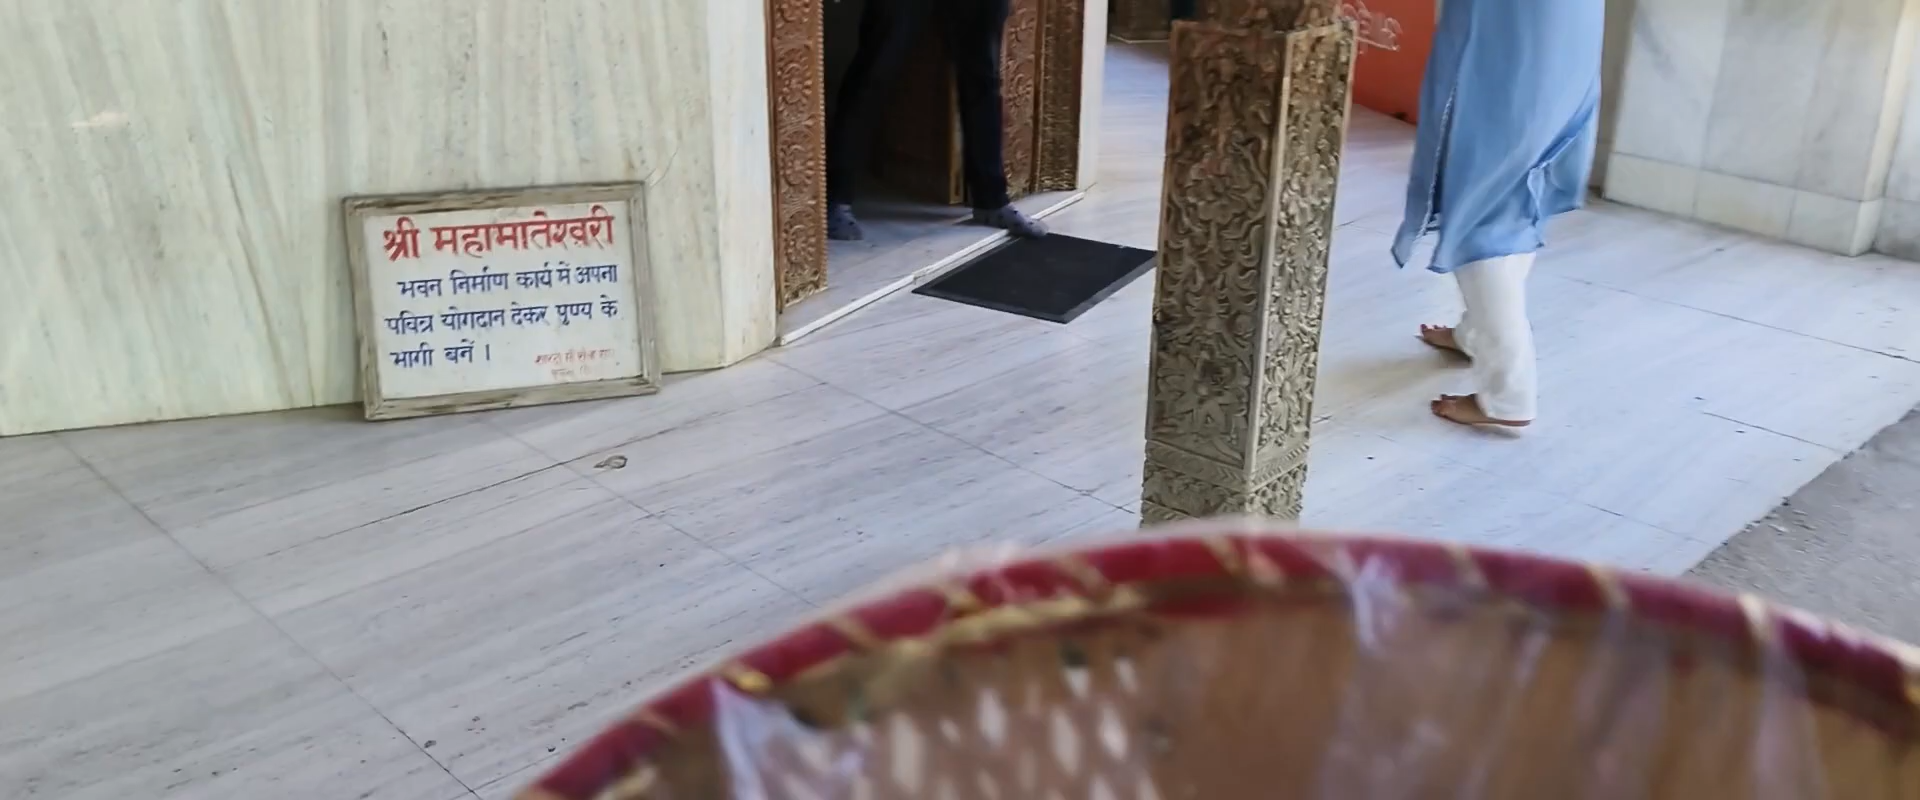 श्री महामातेश्वरी
भवन निर्माण कार्य में अपना
पवित्र योगदान देकर पुण्य के
भागी बनें ।